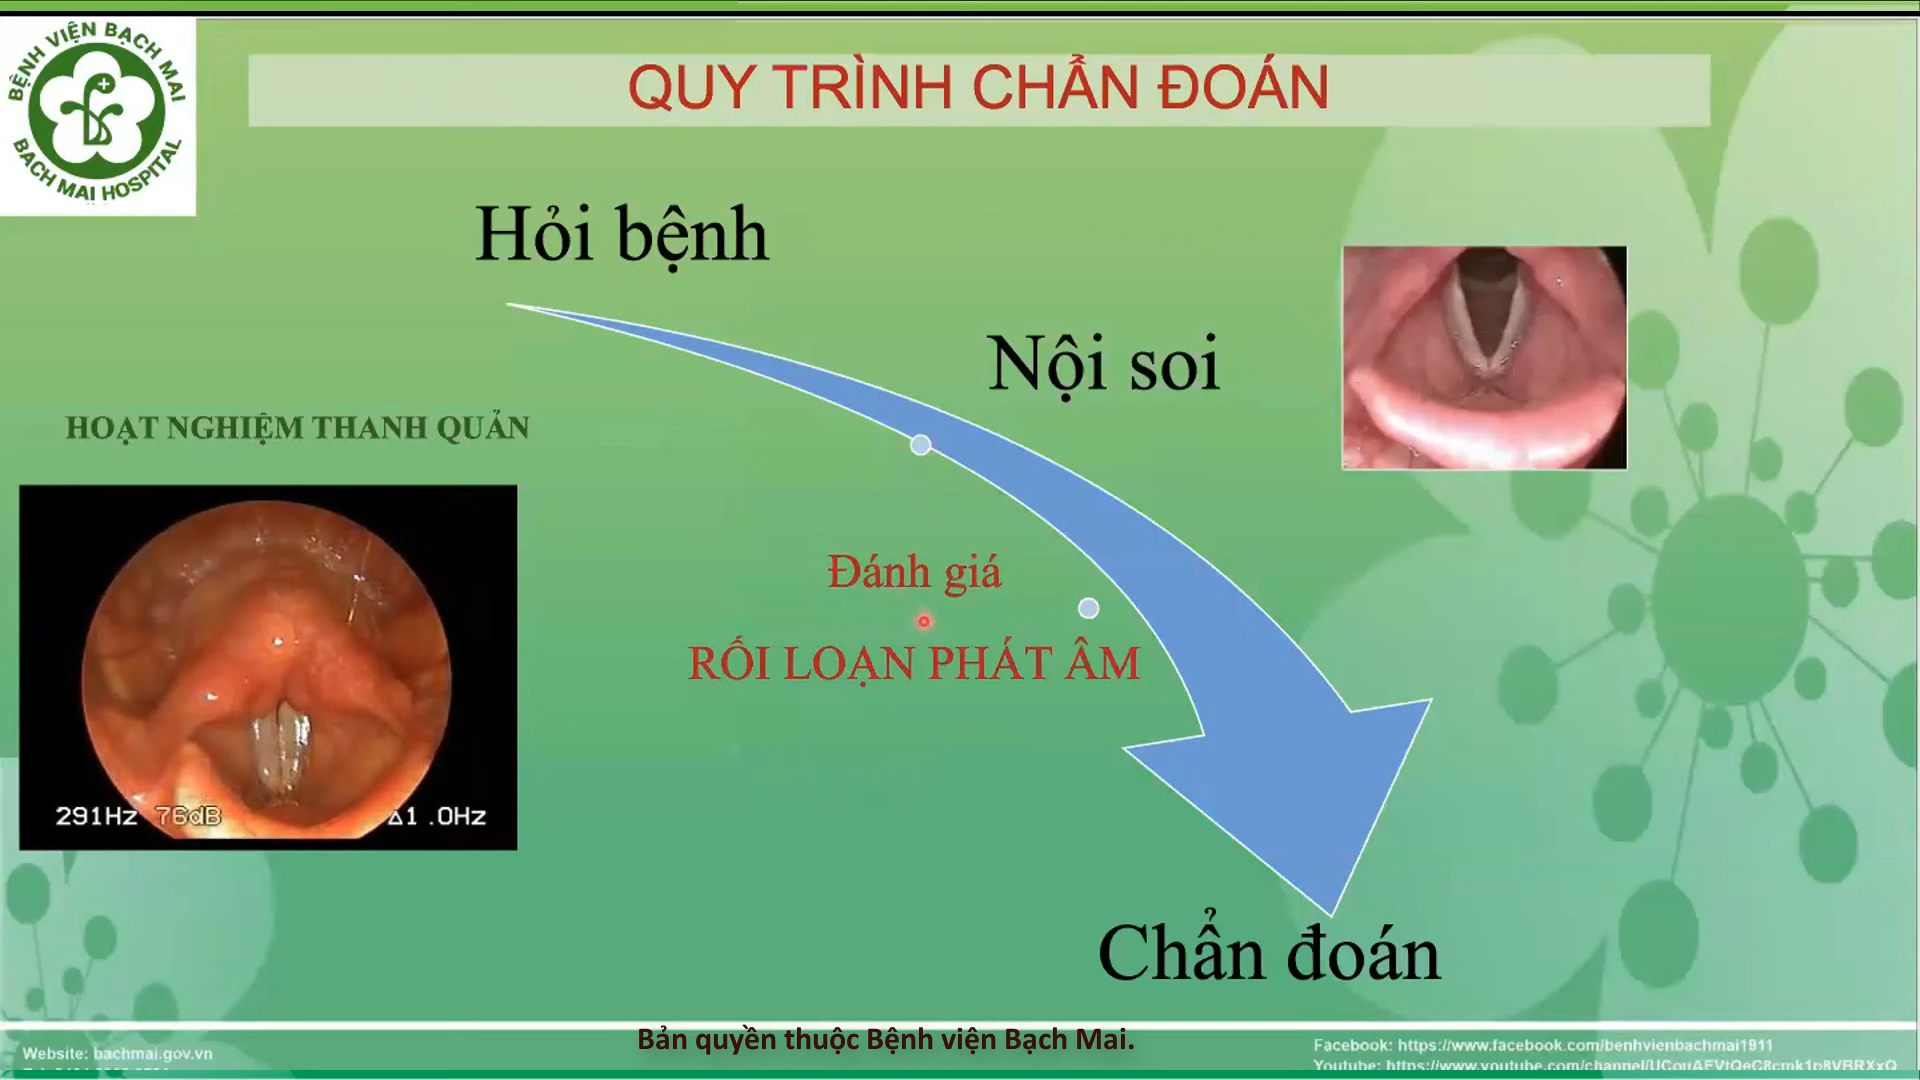 BỆNH VIỆN BẠCH MAI
BACH MAI HOSPITAL
QUY TRÌNH CHẨN ĐOÁN
Hỏi bệnh
Nội soi
HOẠT NGHIỆM THANH QUẢN
Đánh giá
RỐI LOẠN PHÁT ÂM
291Hz 76dB Δ1.0Hz
Chẩn đoán
Bản quyền thuộc Bệnh viện Bạch Mai.
Website: bachmai.gov.vn
Facebook: https://www.facebook.com/benhvienbachmai1911
Youtube: